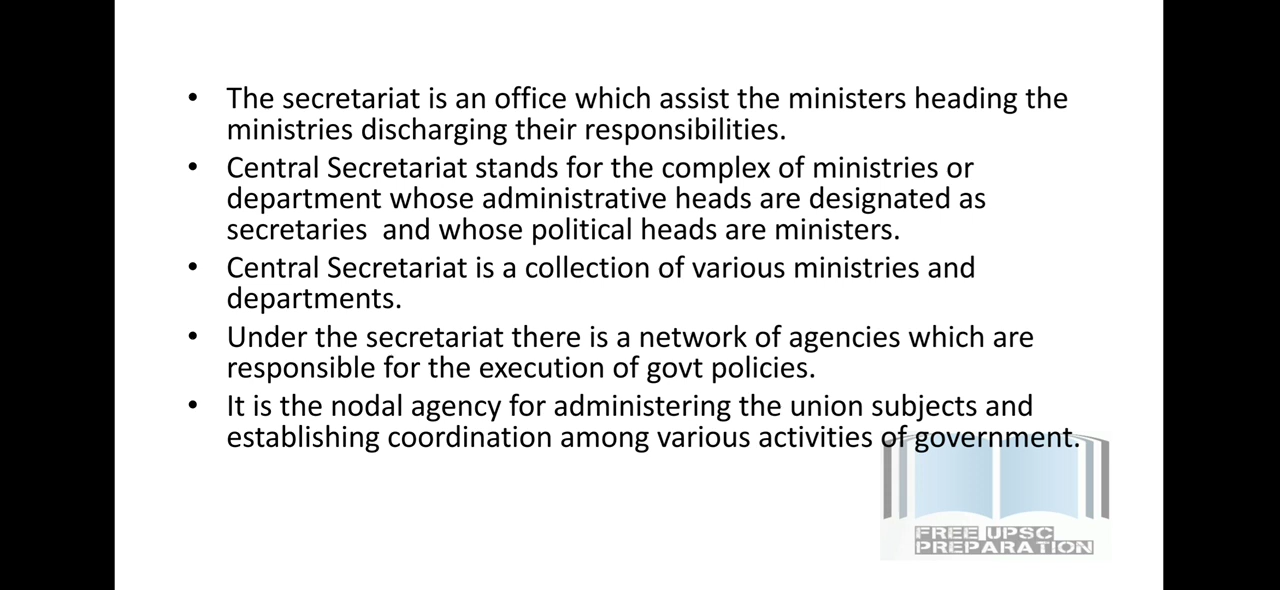 • The secretariat is an office which assist the ministers heading the
ministries discharging their responsibilities.
• Central Secretariat stands for the complex of ministries or
department whose administrative heads are designated as
secretaries  and whose political heads are ministers.
• Central Secretariat is a collection of various ministries and
departments.
• Under the secretariat there is a network of agencies which are
responsible for the execution of govt policies.
• It is the nodal agency for administering the union subjects and
establishing coordination among various activities of government.
FREE UPSC
PREPARATION